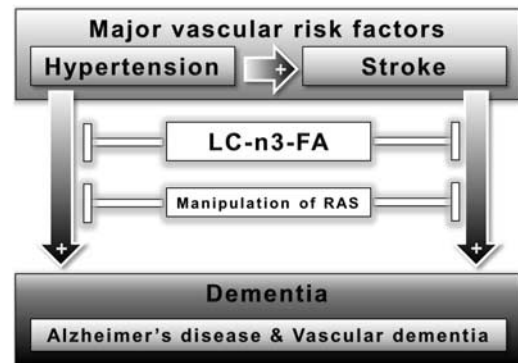 Major vascular risk factors
Hypertension + Stroke
LC-n3-FA
Manipulation of RAS
+ +
Dementia
Alzheimer's disease & Vascular dementia